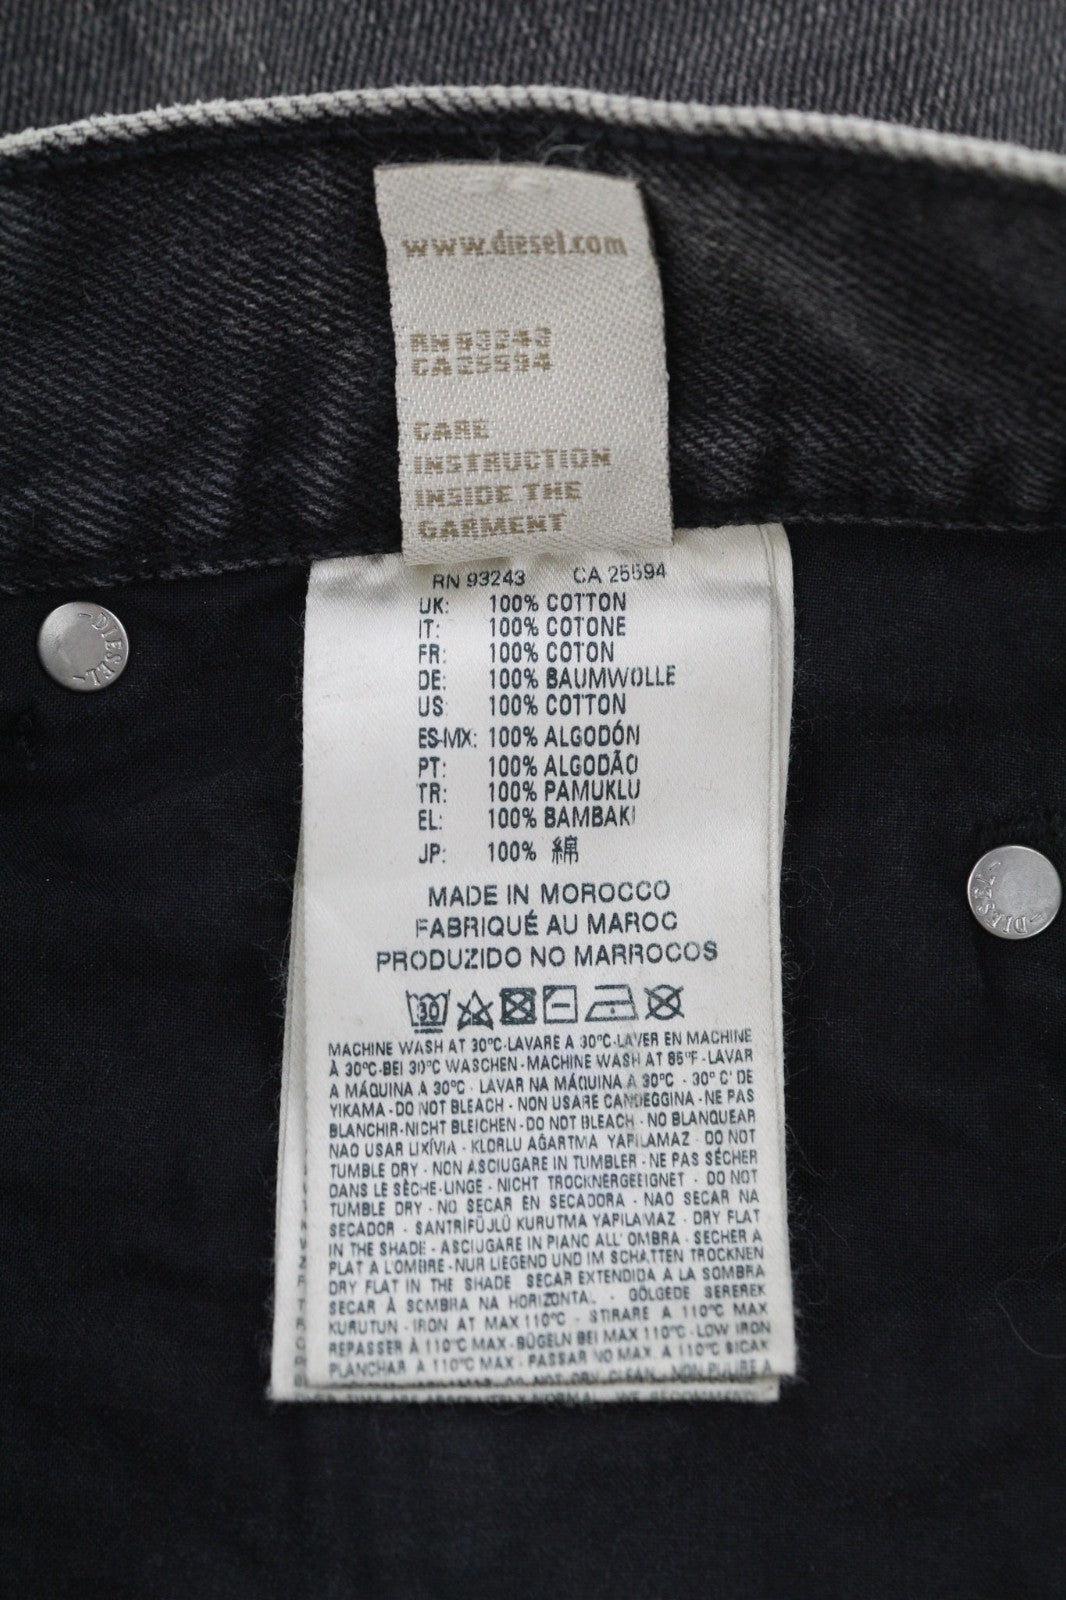 www.diesel.com
RN 93243
CA 25594
CARE
INSTRUCTION
INSIDE THE
GARMENT
RN 93243 CA 25594
UK: 100% COTTON
IT: 100% COTONE
FR: 100% COTON
DE: 100% BAUMWOLLE
US: 100% COTTON
ES-MX: 100% ALGODÓN
PT: 100% ALGODÃO
TR: 100% PAMUKLU
EL: 100% BAMBAKI
JP: 100% 綿
MADE IN MOROCCO
FABRIQUÉ AU MAROC
PRODUZIDO NO MARROCOS
30
MACHINE WASH AT 30°C-LAVARE A 30°C-LAVER EN MACHINE
À 30°C-BEI 30°C WASCHEN-MACHINE WASH AT 85°F-LAVAR
A MÁQUINA A 30°C - LAVAR NA MÁQUINA A 30°C - 30° C' DE
YIKAMA-DO NOT BLEACH-NON USARE CANDEGGINA-NE PAS
BLANCHIR-NICHT BLEICHEN-DO NOT BLEACH-NO BLANQUEAR
NAO USAR LIXÍVIA - KLORLU AĞARTMA YAPILAMAZ - DO NOT
TUMBLE DRY - NON ASCIUGARE IN TUMBLER - NE PAS SÉCHER
DANS LE SÈCHE-LINGE - NICHT TROCKNERGEEIGNET - DO NOT
TUMBLE DRY - NO SECAR EN SECADORA - NAO SECAR NA
SECADOR - SANTRİFÜJLÜ KURUTMA YAPILAMAZ - DRY FLAT
IN THE SHADE - ASCIUGARE IN PIANO ALL' OMBRA - SECHER A
PLAT A L'OMBRE-NUR LIEGEND UND IM SCHATTEN TROCKNEN
DRY FLAT IN THE SHADE SECAR EXTENDIDA A LA SOMBRA
SECAR À SOMBRA NA HORIZONTAL - GÖLGEDE SEREREK
KURUTUN - IRON AT MAX 110°C - STIRARE A 110°C MAX
REPASSER À 110°C MAX-BÜGELN BEI MAX 110°C-LOW IRON
PLANCHAR A 110°C MAX - PASSAR NO MAX. A 110°C SICAK
DO NOT DRY CLEAN
DIESEL
DIESEL